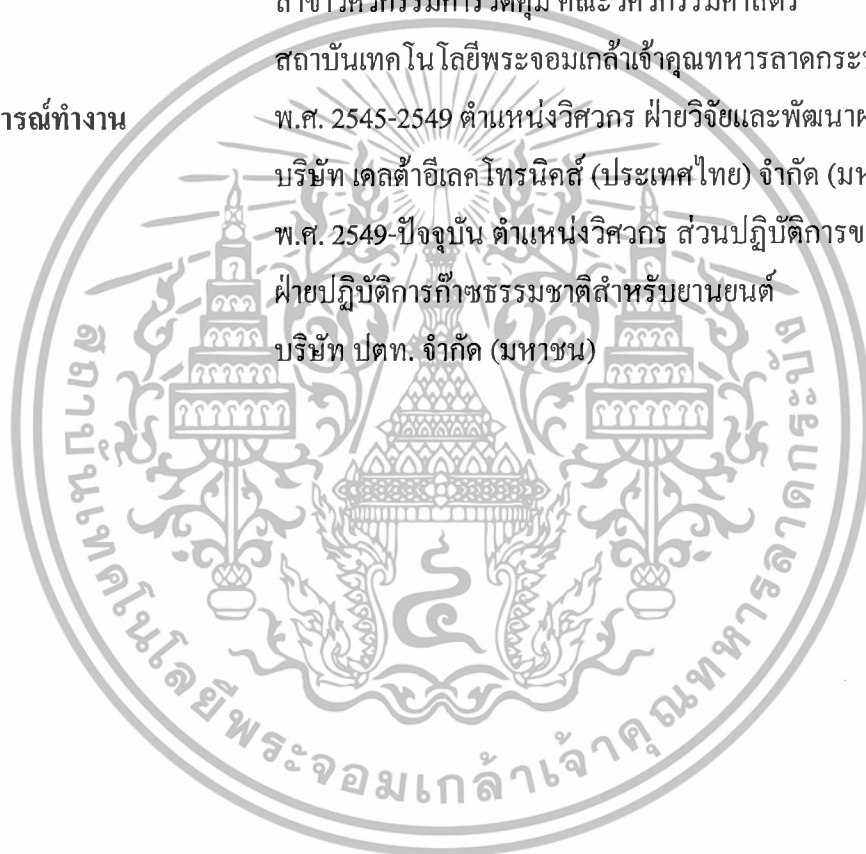 สาขาวิศวกรรมการวัดคุม คณะวิศวกรรมศาสตร์
สถาบันเทคโนโลยีพระจอมเกล้าเจ้าคุณทหารลาดกระ
ารณ์ทำงาน
พ.ศ. 2545-2549 ตำแหน่งวิศวกร ฝ่ายวิจัยและพัฒนาผ
บริษัท เดลต้าอีเลคโทรนิคส์ (ประเทศไทย) จำกัด (มห
พ.ศ. 2549-ปัจจุบัน ตำแหน่งวิศวกร ส่วนปฏิบัติการข
ฝ่ายปฏิบัติการก๊าซธรรมชาติสำหรับยานยนต์
บริษัท ปตท. จำกัด (มหาชน)
สถาบันเทคโนโลยีพระจอมเกล้าเจ้าคุณทหารลาดกระบัง
๔